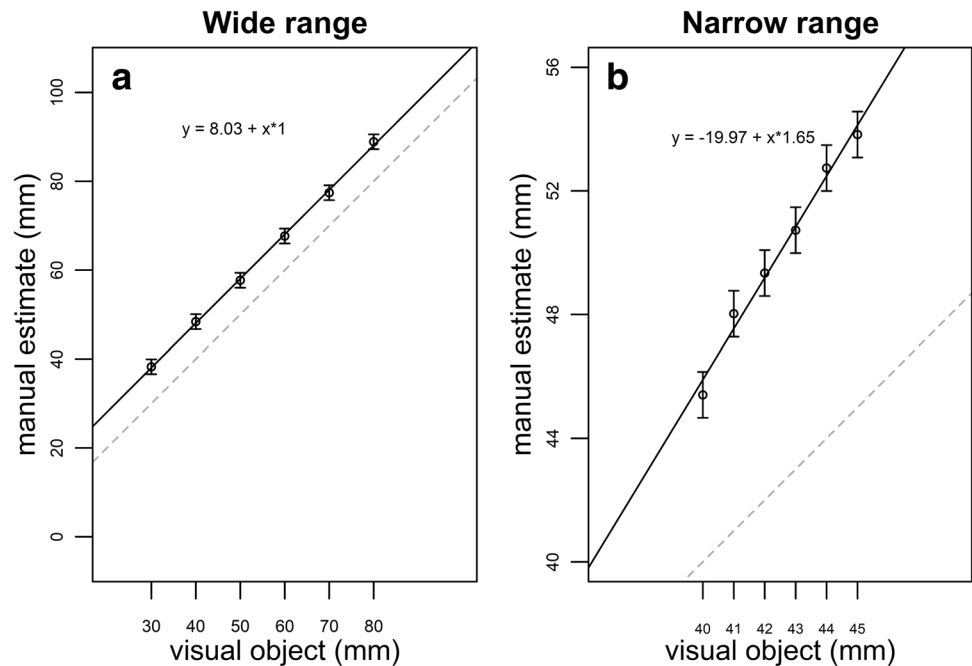 Wide range
a
y = 8.03 + x*1
manual estimate (mm)
100
80
60
40
20
0
30 40 50 60 70 80
visual object (mm)
Narrow range
b
y = -19.97 + x*1.65
manual estimate (mm)
56
52
48
44
40
40 41 42 43 44 45
visual object (mm)